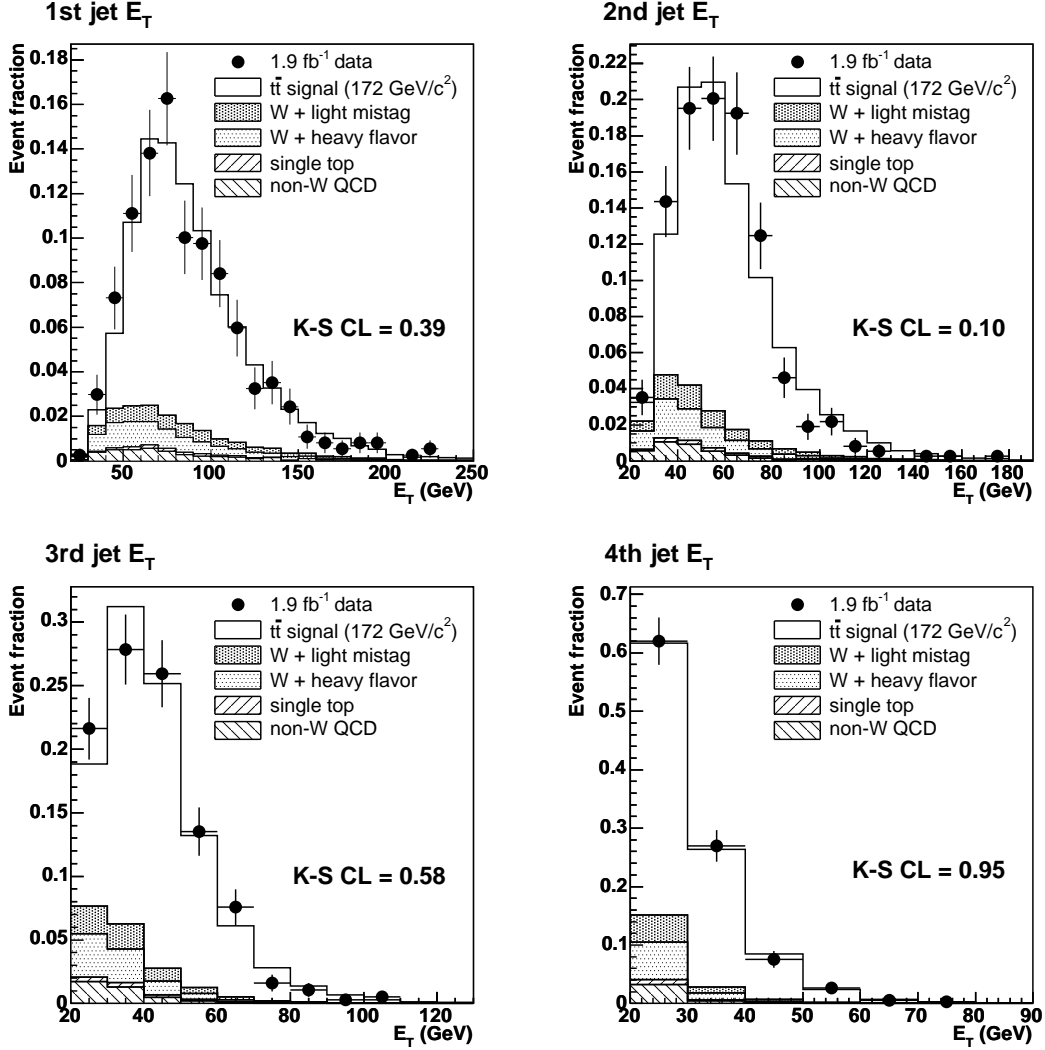 1st jet E_T
Event fraction
0.18
0.16
0.14
0.12
0.1
0.08
0.06
0.04
0.02
0
1.9 fb⁻¹ data
tt̄ signal (172 GeV/c²)
W + light mistag
W + heavy flavor
single top
non-W QCD
K-S CL = 0.39
50 100 150 200 250
E_T (GeV)
2nd jet E_T
Event fraction
0.22
0.2
0.18
0.16
0.14
0.12
0.1
0.08
0.06
0.04
0.02
0
1.9 fb⁻¹ data
tt̄ signal (172 GeV/c²)
W + light mistag
W + heavy flavor
single top
non-W QCD
K-S CL = 0.10
20 40 60 80 100 120 140 160 180
E_T (GeV)
3rd jet E_T
Event fraction
0.3
0.25
0.2
0.15
0.1
0.05
0
1.9 fb⁻¹ data
tt̄ signal (172 GeV/c²)
W + light mistag
W + heavy flavor
single top
non-W QCD
K-S CL = 0.58
20 40 60 80 100 120
E_T (GeV)
4th jet E_T
Event fraction
0.7
0.6
0.5
0.4
0.3
0.2
0.1
0
1.9 fb⁻¹ data
tt̄ signal (172 GeV/c²)
W + light mistag
W + heavy flavor
single top
non-W QCD
K-S CL = 0.95
20 30 40 50 60 70 80 90
E_T (GeV)